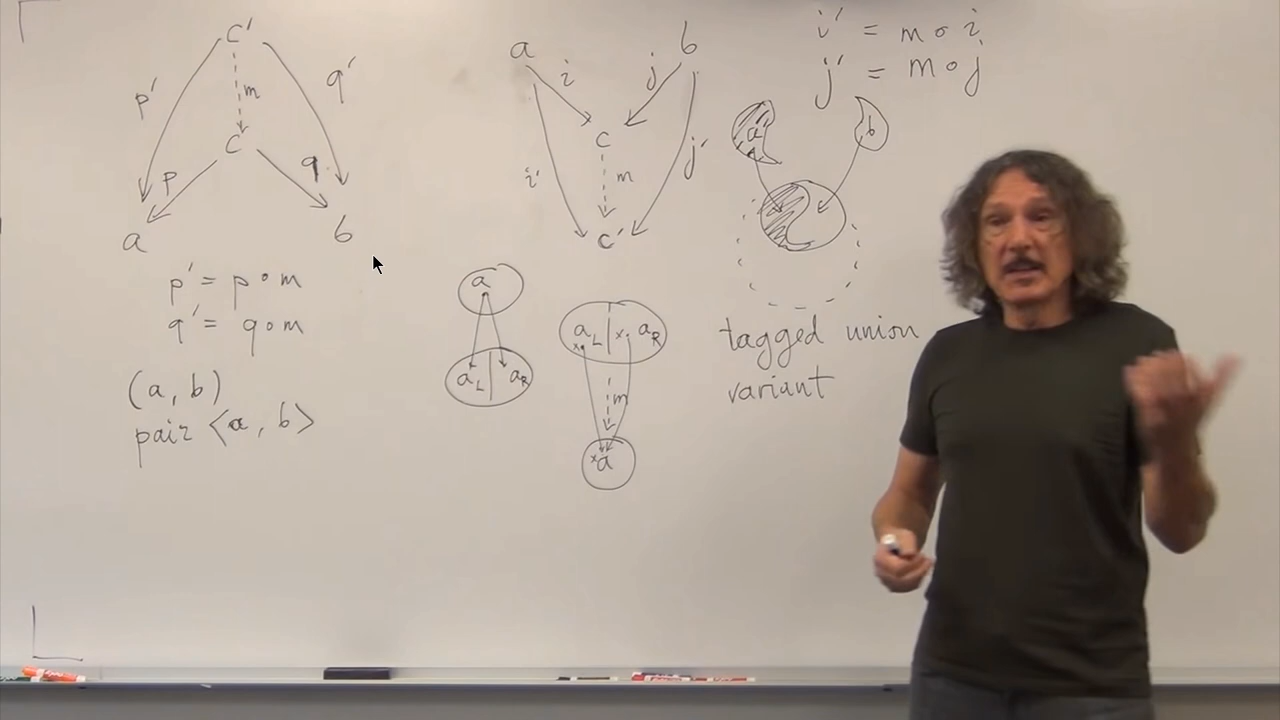 c'
p' m q'
c
p q
a b
p' = p ∘ m
q' = q ∘ m
(a, b)
pair <a, b>
a b
i j
c
i' m j'
c'
i' = m ∘ i
j' = m ∘ j
a b
a
a_L | a_R
a_L | x a_R
x
m
x a
tagged union
variant